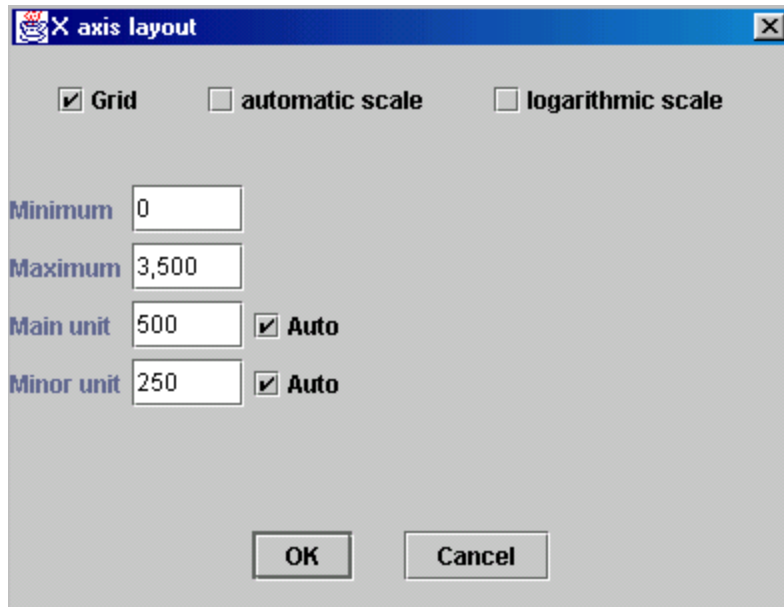 X axis layout
Grid automatic scale logarithmic scale
Minimum 0
Maximum 3,500
Main unit 500 Auto
Minor unit 250 Auto
OK Cancel